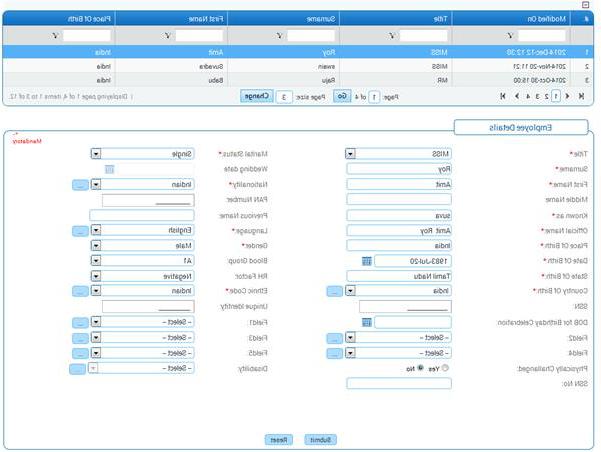 # Modified On Title Surname First Name Place Of Birth
1 2014-Dec-12 12:30 MISS Roy Amit India
2 2014-Nov-20 11:21 MISS swain Suvadra India
3 2014-Oct-30 15:00 MR Raju Babu India
1 2 3 4 Page: 1 of 4 Go Page size: 3 Change Displaying page 1 of 4, items 1 to 3 of 12.
Employee Details
*- Mandatory
Title:* MISS Marital Status:* Single
Surname: Roy Wedding date
First Name:* Amit Nationality:* Indian ...
Middle Name: PAN Number:
Known as:* suva Previous Name:
Official Name:* Amit Roy Language:* English ...
Place Of Birth:* India Gender:* Male
Date Of Birth:* 1983-Jul-20 Blood Group: A1
State Of Birth:* Tamil Nadu RH Factor: Negative
Country Of Birth:* India ... Ethnic Code:* Indian ...
SSN: Unique Identity:
DOB for Birthday Celebration Field1: -- Select -- ...
Field2: -- Select -- ... Field3: -- Select -- ...
Field4: -- Select -- ... Field5: -- Select -- ...
Physically Challanged: Yes No Disability: -- Select -- ...
SSN No:
Submit Reset